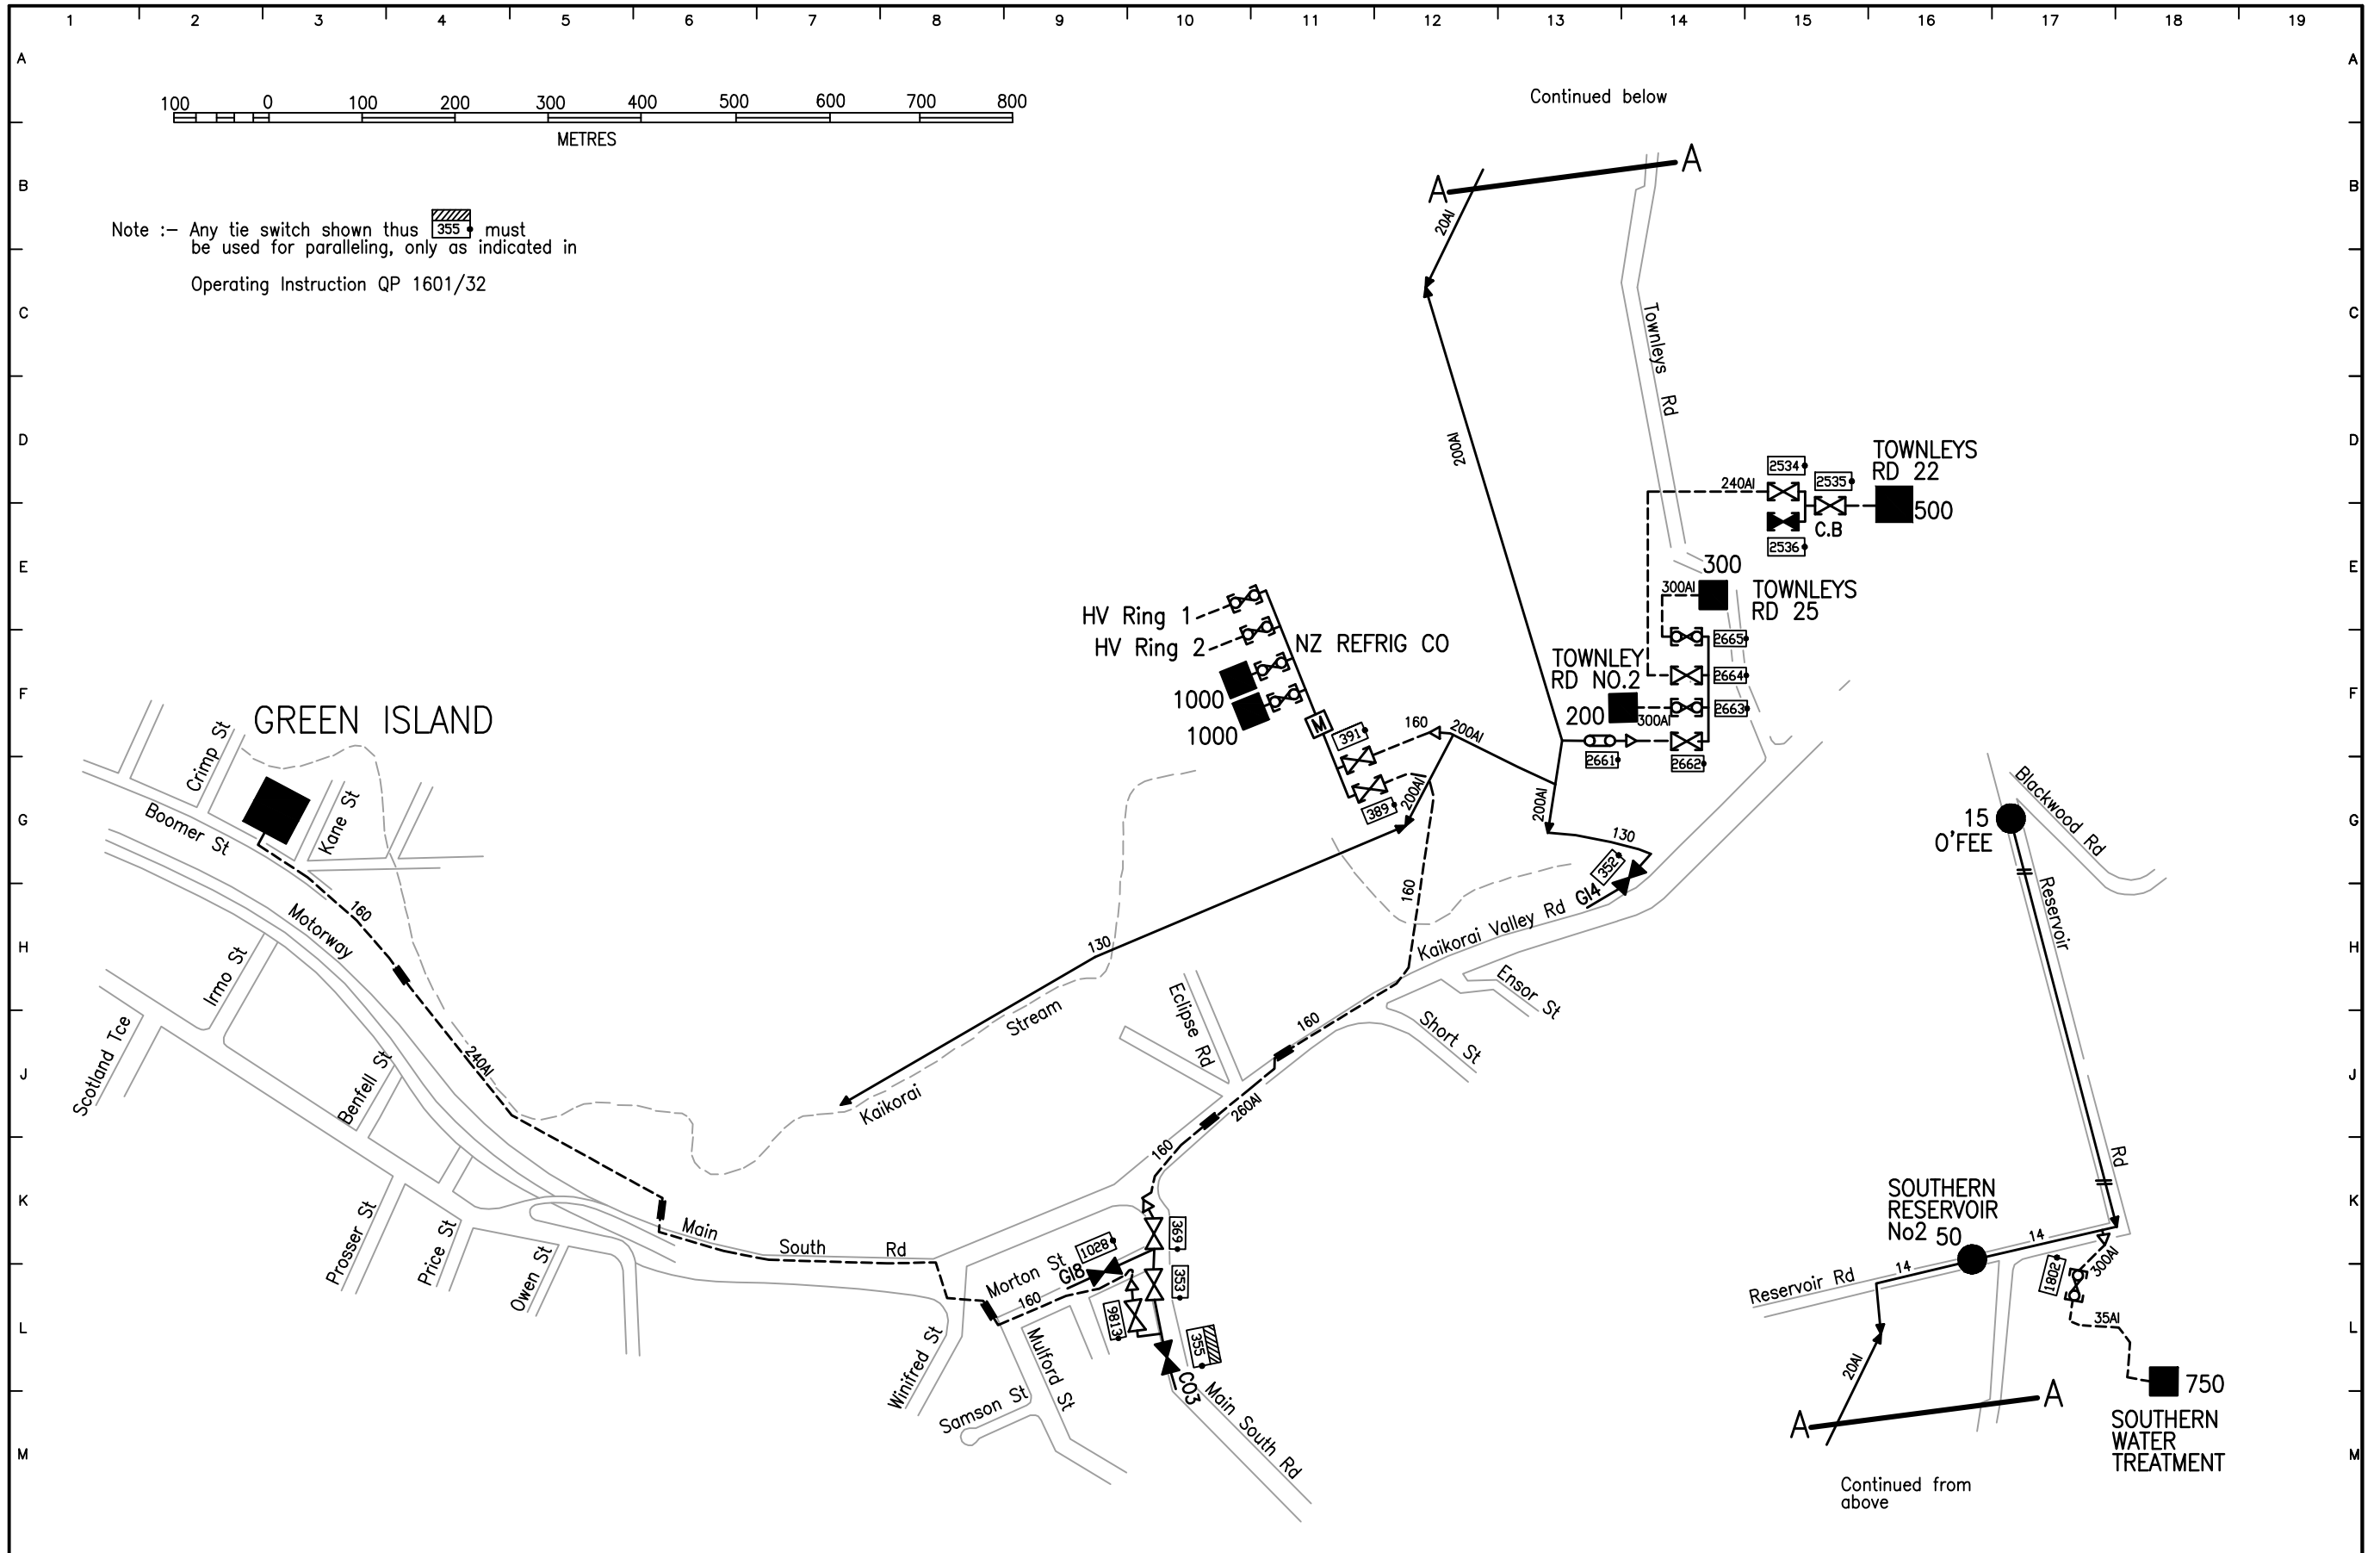 1 2 3 4 5 6 7 8 9 10 11 12 13 14 15 16 17 18 19
A
A
100 0 100 200 300 400 500 600 700 800
METRES
Continued below
B
B
A
A
20Al
Note :- Any tie switch shown thus 355 must
be used for paralleling, only as indicated in
Operating Instruction QP 1601/32
C
C
Townleys Rd
D
D
200Al
TOWNLEYS
RD 22
500
2534
2535
240Al
C.B
2536
E
E
300
300Al
TOWNLEYS
RD 25
HV Ring 1
HV Ring 2
NZ REFRIG CO
2665
2664
2663
2662
2661
TOWNLEY
RD NO.2
200
300Al
F
F
1000
1000
M
391
389
160
200Al
200Al
200Al
GREEN ISLAND
Crimp St
Kane St
Boomer St
G
G
130
352
GI4
15
O'FEE
Blackwood Rd
Reservoir
Rd
160
Motorway
H
H
Irmo St
130
160
Kaikorai Valley Rd
Ensor St
Short St
Eclipse Rd
160
Stream
Kaikorai
Scotland Tce
Benfell St
240Al
J
J
260Al
160
K
K
Prosser St
Price St
Owen St
Main South Rd
Morton St
1028
GI8
369
353
160
9813
355
CO3
SOUTHERN
RESERVOIR
No2 50
14
14
Reservoir Rd
1802
300Al
35Al
L
L
20Al
Winifred St
Mulford St
Samson St
Main South Rd
750
SOUTHERN
WATER
TREATMENT
A
A
M
M
Continued from
above